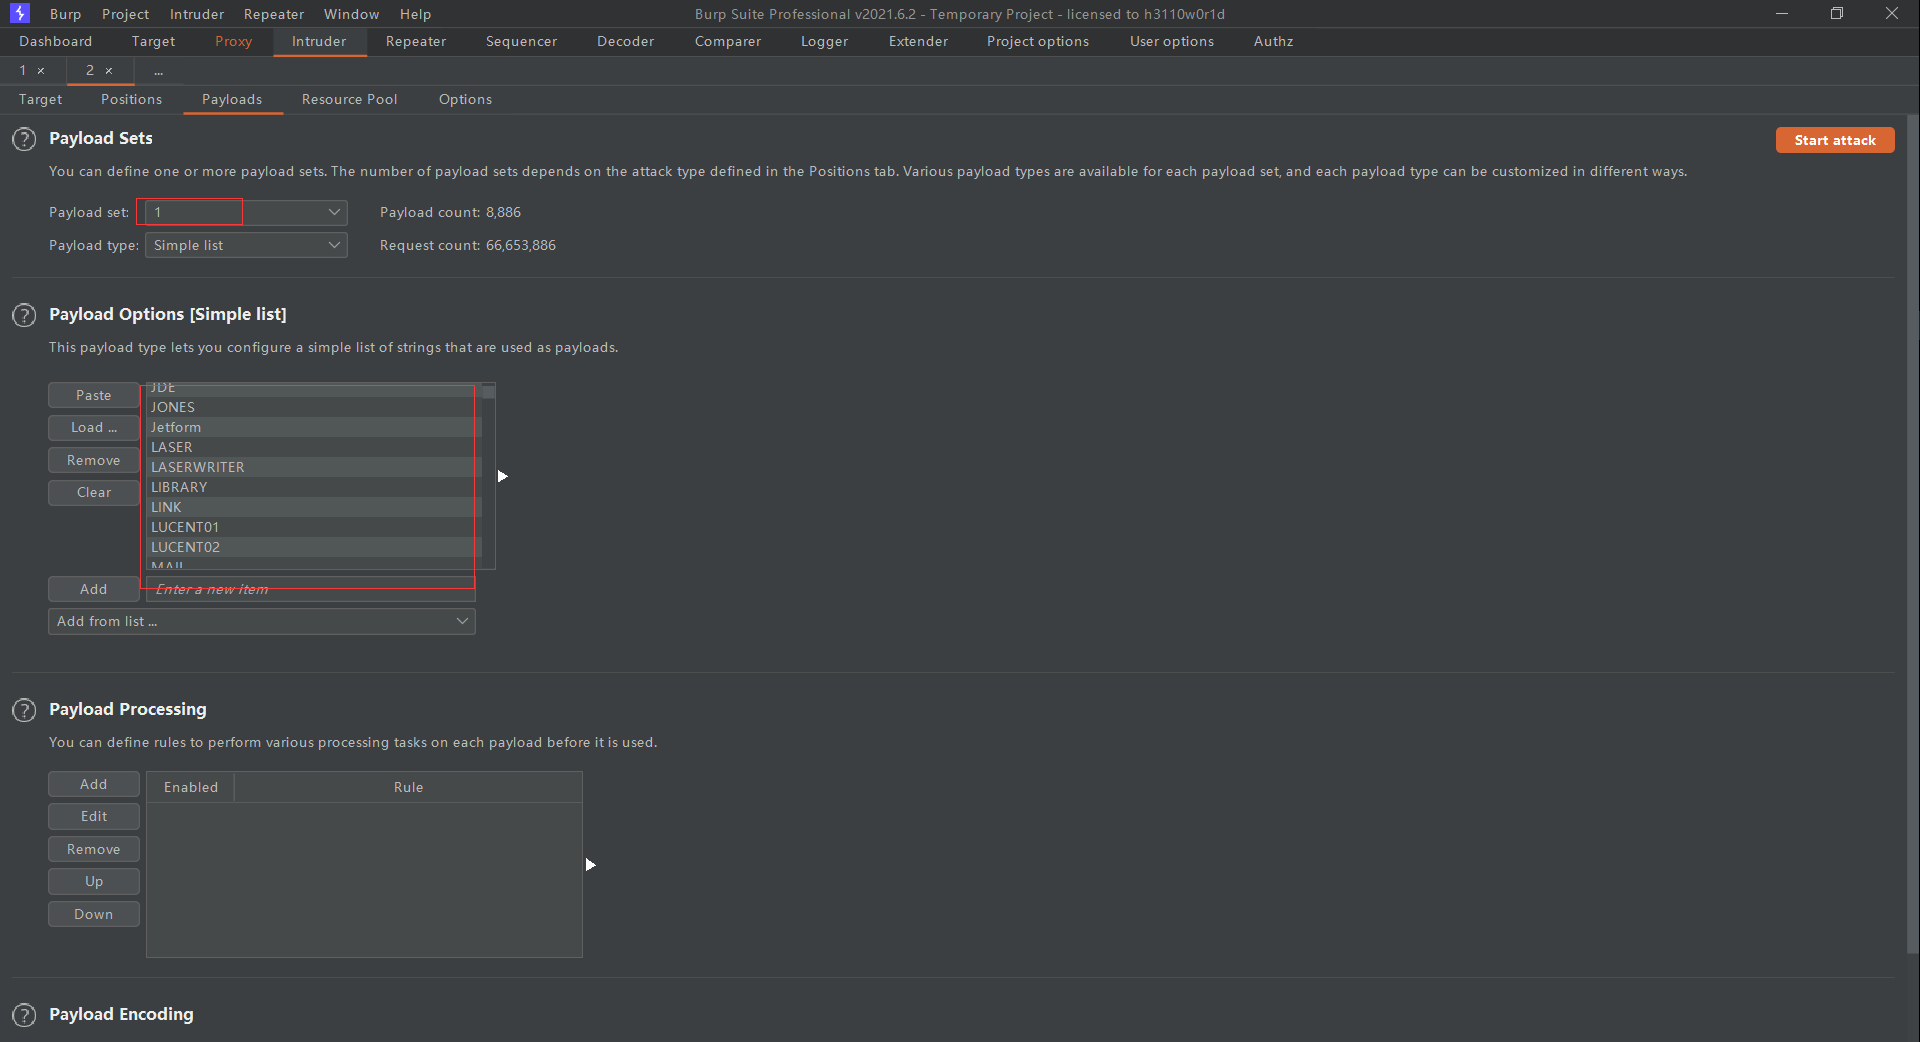 Burp Project Intruder Repeater Window Help Burp Suite Professional v2021.6.2 - Temporary Project - licensed to h3110w0r1d
Dashboard Target Proxy Intruder Repeater Sequencer Decoder Comparer Logger Extender Project options User options Authz
1 × 2 × ...
Target Positions Payloads Resource Pool Options
? Payload Sets Start attack
You can define one or more payload sets. The number of payload sets depends on the attack type defined in the Positions tab. Various payload types are available for each payload set, and each payload type can be customized in different ways.
Payload set: 1 Payload count: 8,886
Payload type: Simple list Request count: 66,653,886
? Payload Options [Simple list]
This payload type lets you configure a simple list of strings that are used as payloads.
Paste
Load ...
Remove
Clear
JDE
JONES
Jetform
LASER
LASERWRITER
LIBRARY
LINK
LUCENT01
LUCENT02
MAIL
Add Enter a new item
Add from list ...
? Payload Processing
You can define rules to perform various processing tasks on each payload before it is used.
Add
Edit
Remove
Up
Down
Enabled Rule
? Payload Encoding